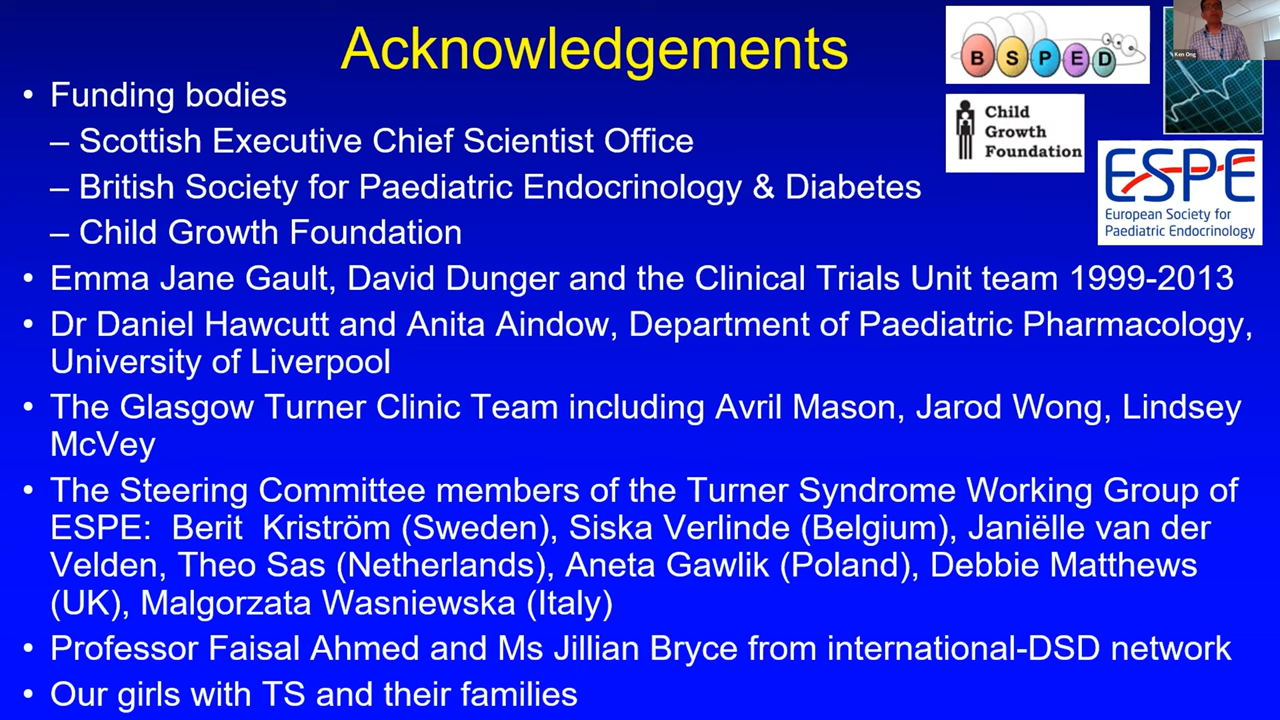 Acknowledgements
• Funding bodies
– Scottish Executive Chief Scientist Office
– British Society for Paediatric Endocrinology & Diabetes
– Child Growth Foundation
• Emma Jane Gault, David Dunger and the Clinical Trials Unit team 1999-2013
• Dr Daniel Hawcutt and Anita Aindow, Department of Paediatric Pharmacology,
University of Liverpool
• The Glasgow Turner Clinic Team including Avril Mason, Jarod Wong, Lindsey
McVey
• The Steering Committee members of the Turner Syndrome Working Group of
ESPE:  Berit  Kriström (Sweden), Siska Verlinde (Belgium), Janiëlle van der
Velden, Theo Sas (Netherlands), Aneta Gawlik (Poland), Debbie Matthews
(UK), Malgorzata Wasniewska (Italy)
• Professor Faisal Ahmed and Ms Jillian Bryce from international-DSD network
• Our girls with TS and their families
BSPED
Child
Growth
Foundation
ESPE
European Society for
Paediatric Endocrinology
Ken Ong